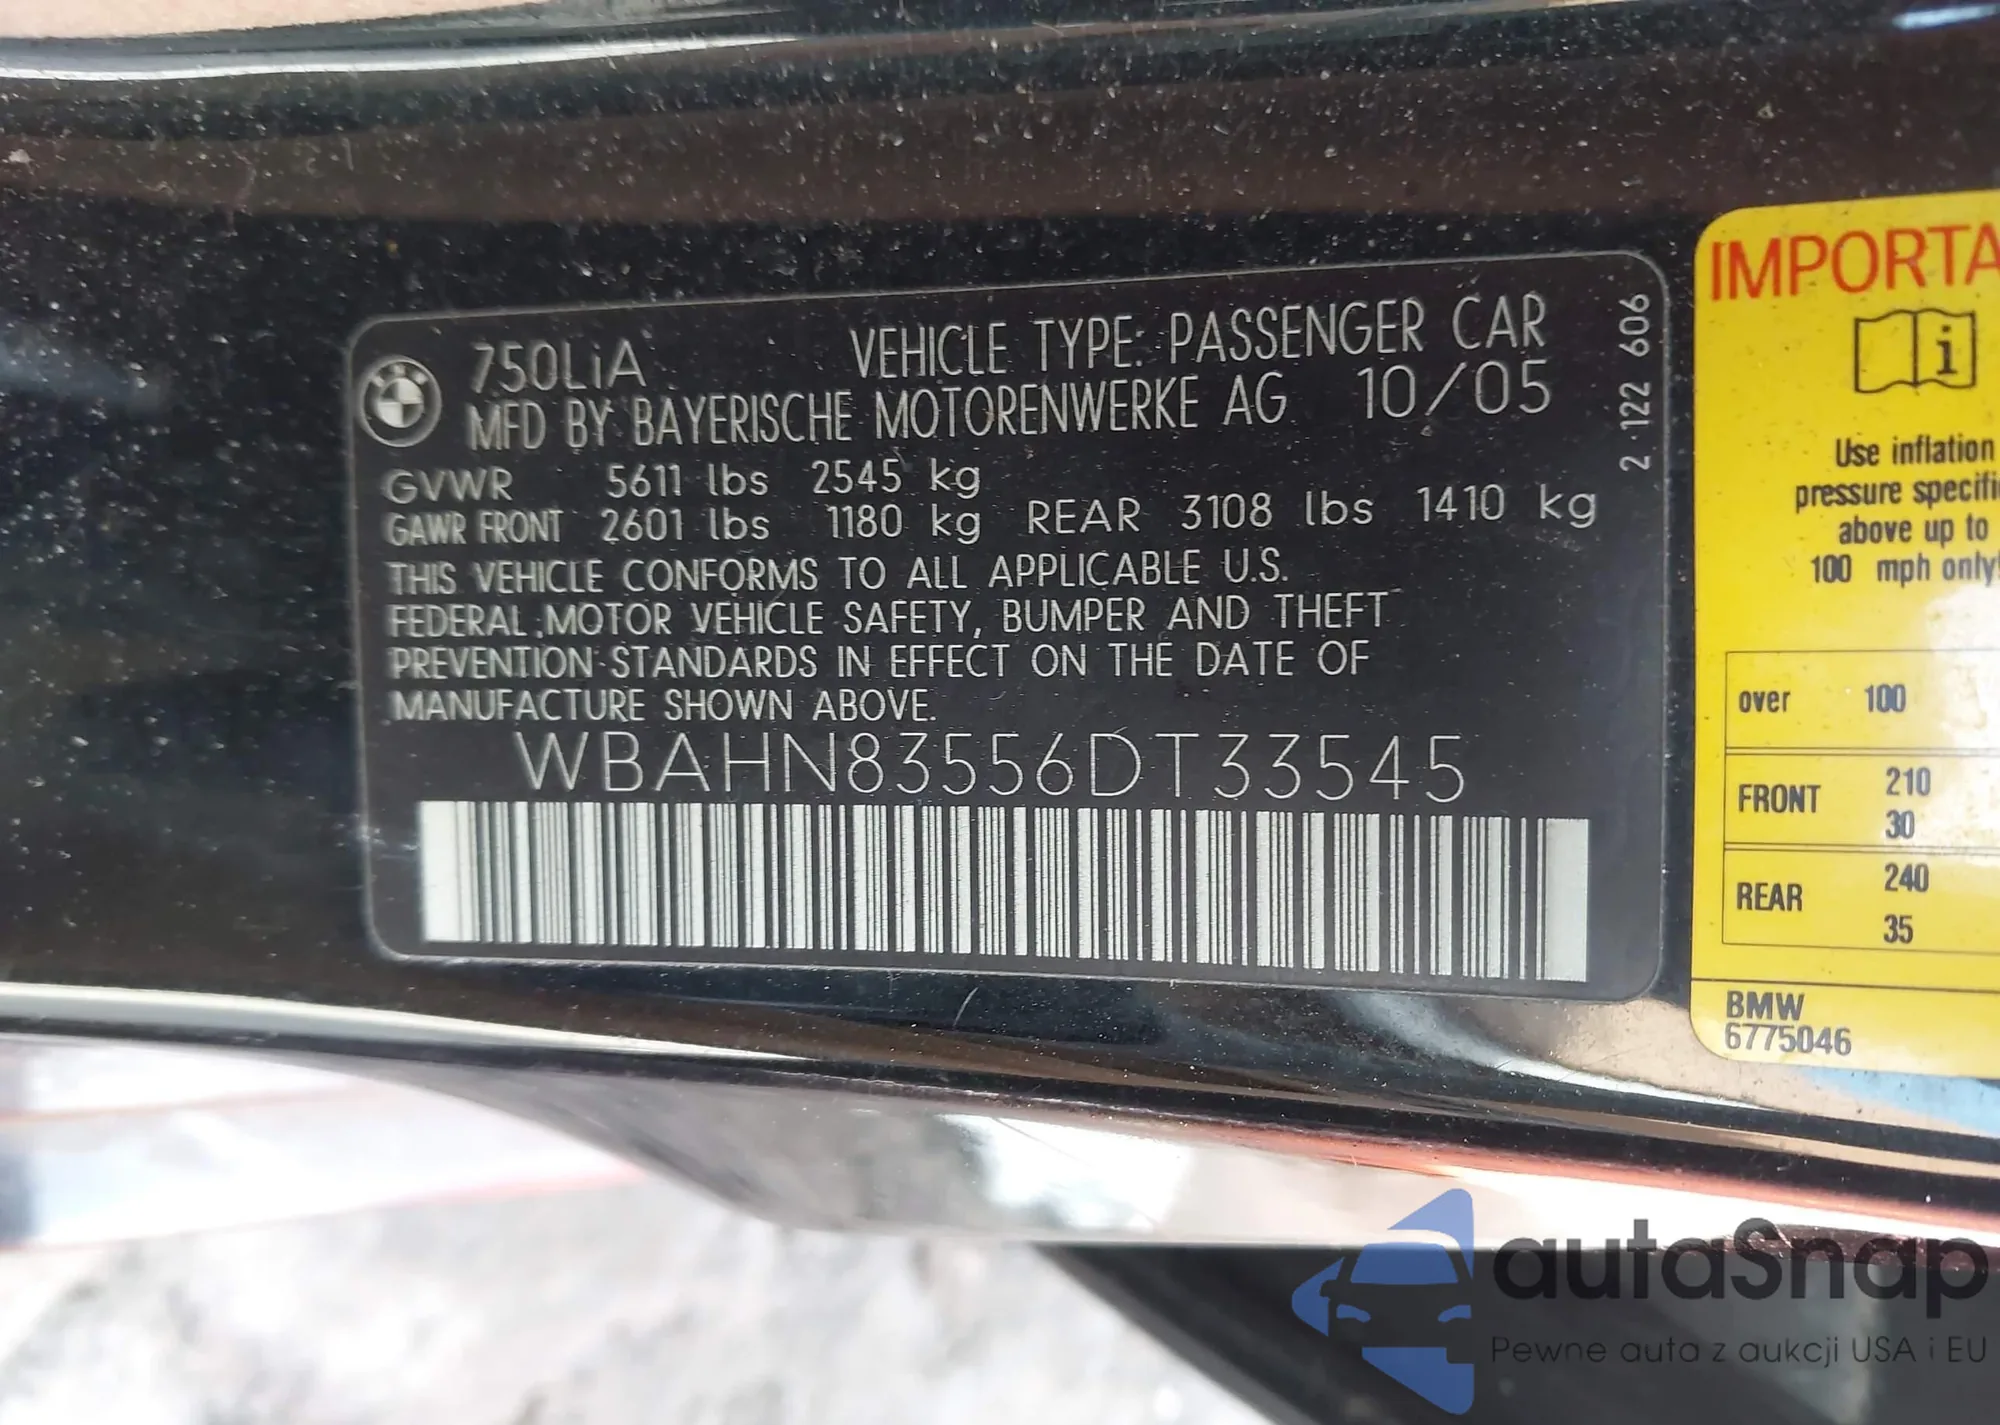 750LiA VEHICLE TYPE: PASSENGER CAR
MFD BY BAYERISCHE MOTORENWERKE AG 10/05
GVWR 5611 lbs 2545 kg
GAWR FRONT 2601 lbs 1180 kg REAR 3108 lbs 1410 kg
THIS VEHICLE CONFORMS TO ALL APPLICABLE U.S.
FEDERAL MOTOR VEHICLE SAFETY, BUMPER AND THEFT
PREVENTION STANDARDS IN EFFECT ON THE DATE OF
MANUFACTURE SHOWN ABOVE.
WBAHN83556DT33545
2 122 606
IMPORTA
i
Use inflation
pressure specifi
above up to
100 mph only!
over 100
FRONT 210
30
REAR 240
35
BMW
6775046
autaSnap
Pewne auta z aukcji USA i EU